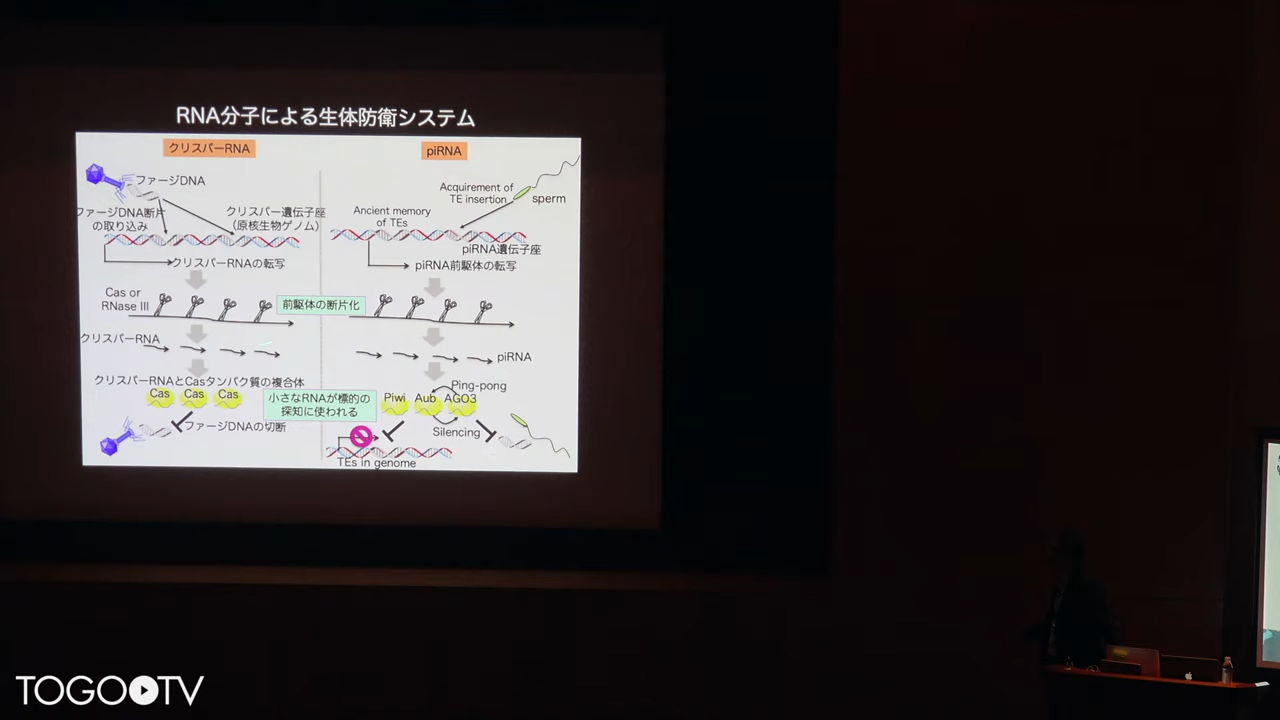 RNA分子による生体防衛システム
クリスパーRNA
ファージDNA
ファージDNA断片
の取り込み
クリスパー遺伝子座
（原核生物ゲノム）
クリスパーRNAの転写
Cas or
RNase III
クリスパーRNA
クリスパーRNAとCasタンパク質の複合体
Cas Cas Cas
ファージDNAの切断
前駆体の断片化
小さなRNAが標的の
探知に使われる
piRNA
Acquirement of
TE insertion
sperm
Ancient memory
of TEs
piRNA遺伝子座
piRNA前駆体の転写
piRNA
Ping-pong
Piwi Aub AGO3
Silencing
TEs in genome
TOGOTV